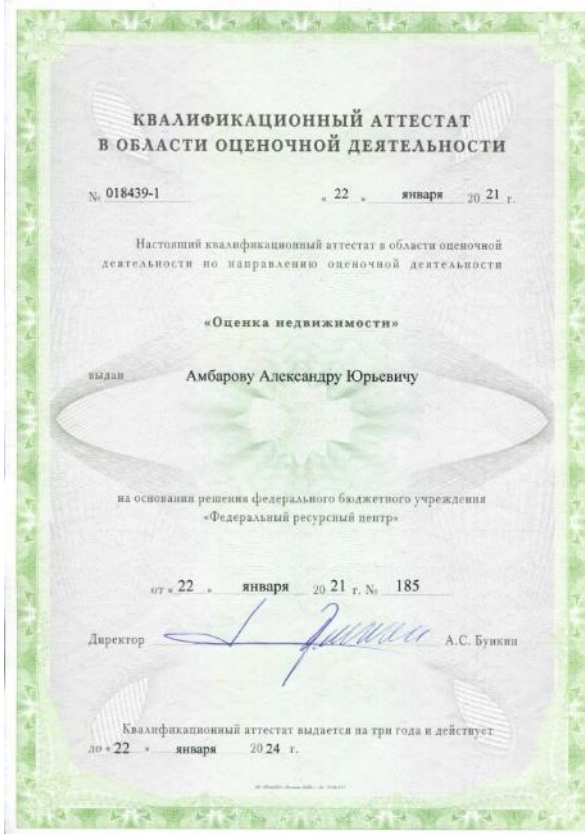 КВАЛИФИКАЦИОННЫЙ АТТЕСТАТ
В ОБЛАСТИ ОЦЕНОЧНОЙ ДЕЯТЕЛЬНОСТИ
№ 018439-1 « 22 » января 20 21 г.
Настоящий квалификационный аттестат в области оценочной
деятельности по направлению оценочной деятельности
«Оценка недвижимости»
выдан Амбарову Александру Юрьевичу
на основании решения федерального бюджетного учреждения
«Федеральный ресурсный центр»
от « 22 » января 20 21 г. № 185
Директор А.С. Бункин
Квалификационный аттестат выдается на три года и действует
до « 22 » января 20 24 г.